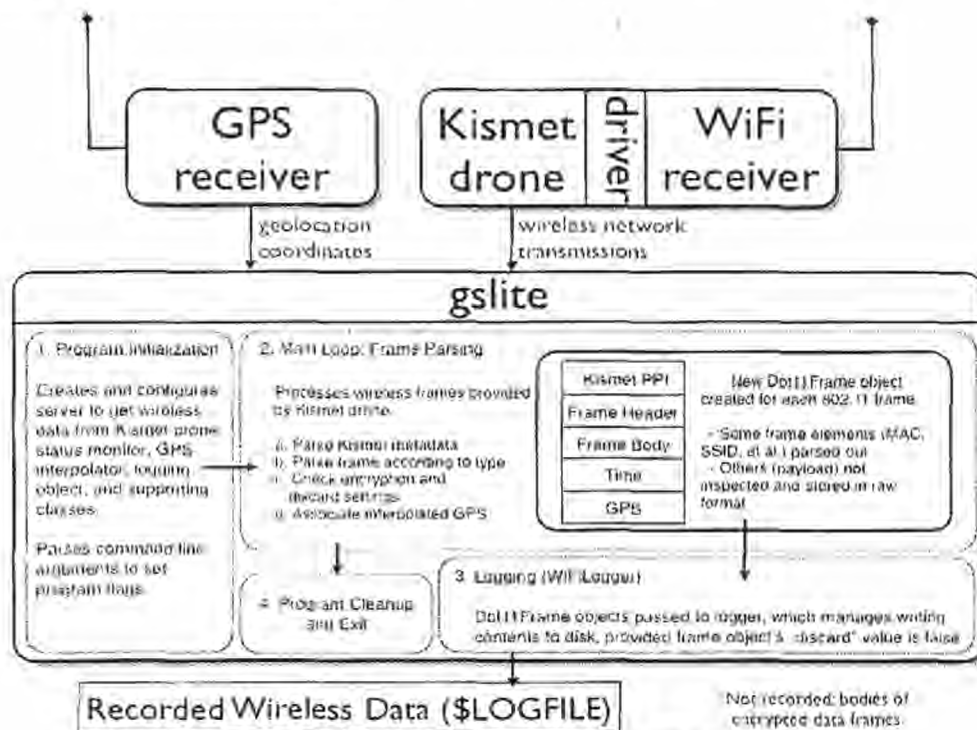 GPS
receiver
Kismet
drone
driver
WiFi
receiver
geolocation
coordinates
wireless network
transmissions
gslite
1. Program Initialization
Creates and configures
server to get wireless
data from Kismet drone
status monitor, GPS
interpolator, logging
object, and supporting
classes.
Parses command line
arguments to set
program flags.
2. Main Loop: Frame Parsing
Processes wireless frames provided
by Kismet drone.
a. Parse Kismet metadata
b. Parse frame according to type
c. Check encryption and
discard settings
d. Associate interpolated GPS
Kismet PPI
Frame Header
Frame Body
Time
GPS
New Dot11Frame object
created for each 802.11 frame.
- Some frame elements (MAC,
SSID, et al.) parsed out
- Others (payload) not
inspected and stored in raw
format
4. Program Cleanup
and Exit
3. Logging (WiFiLogger)
Dot11Frame objects passed to logger, which manages writing
contents to disk, provided frame object's "discard" value is false
Recorded Wireless Data ($LOGFILE)
Not recorded: bodies of
encrypted data frames